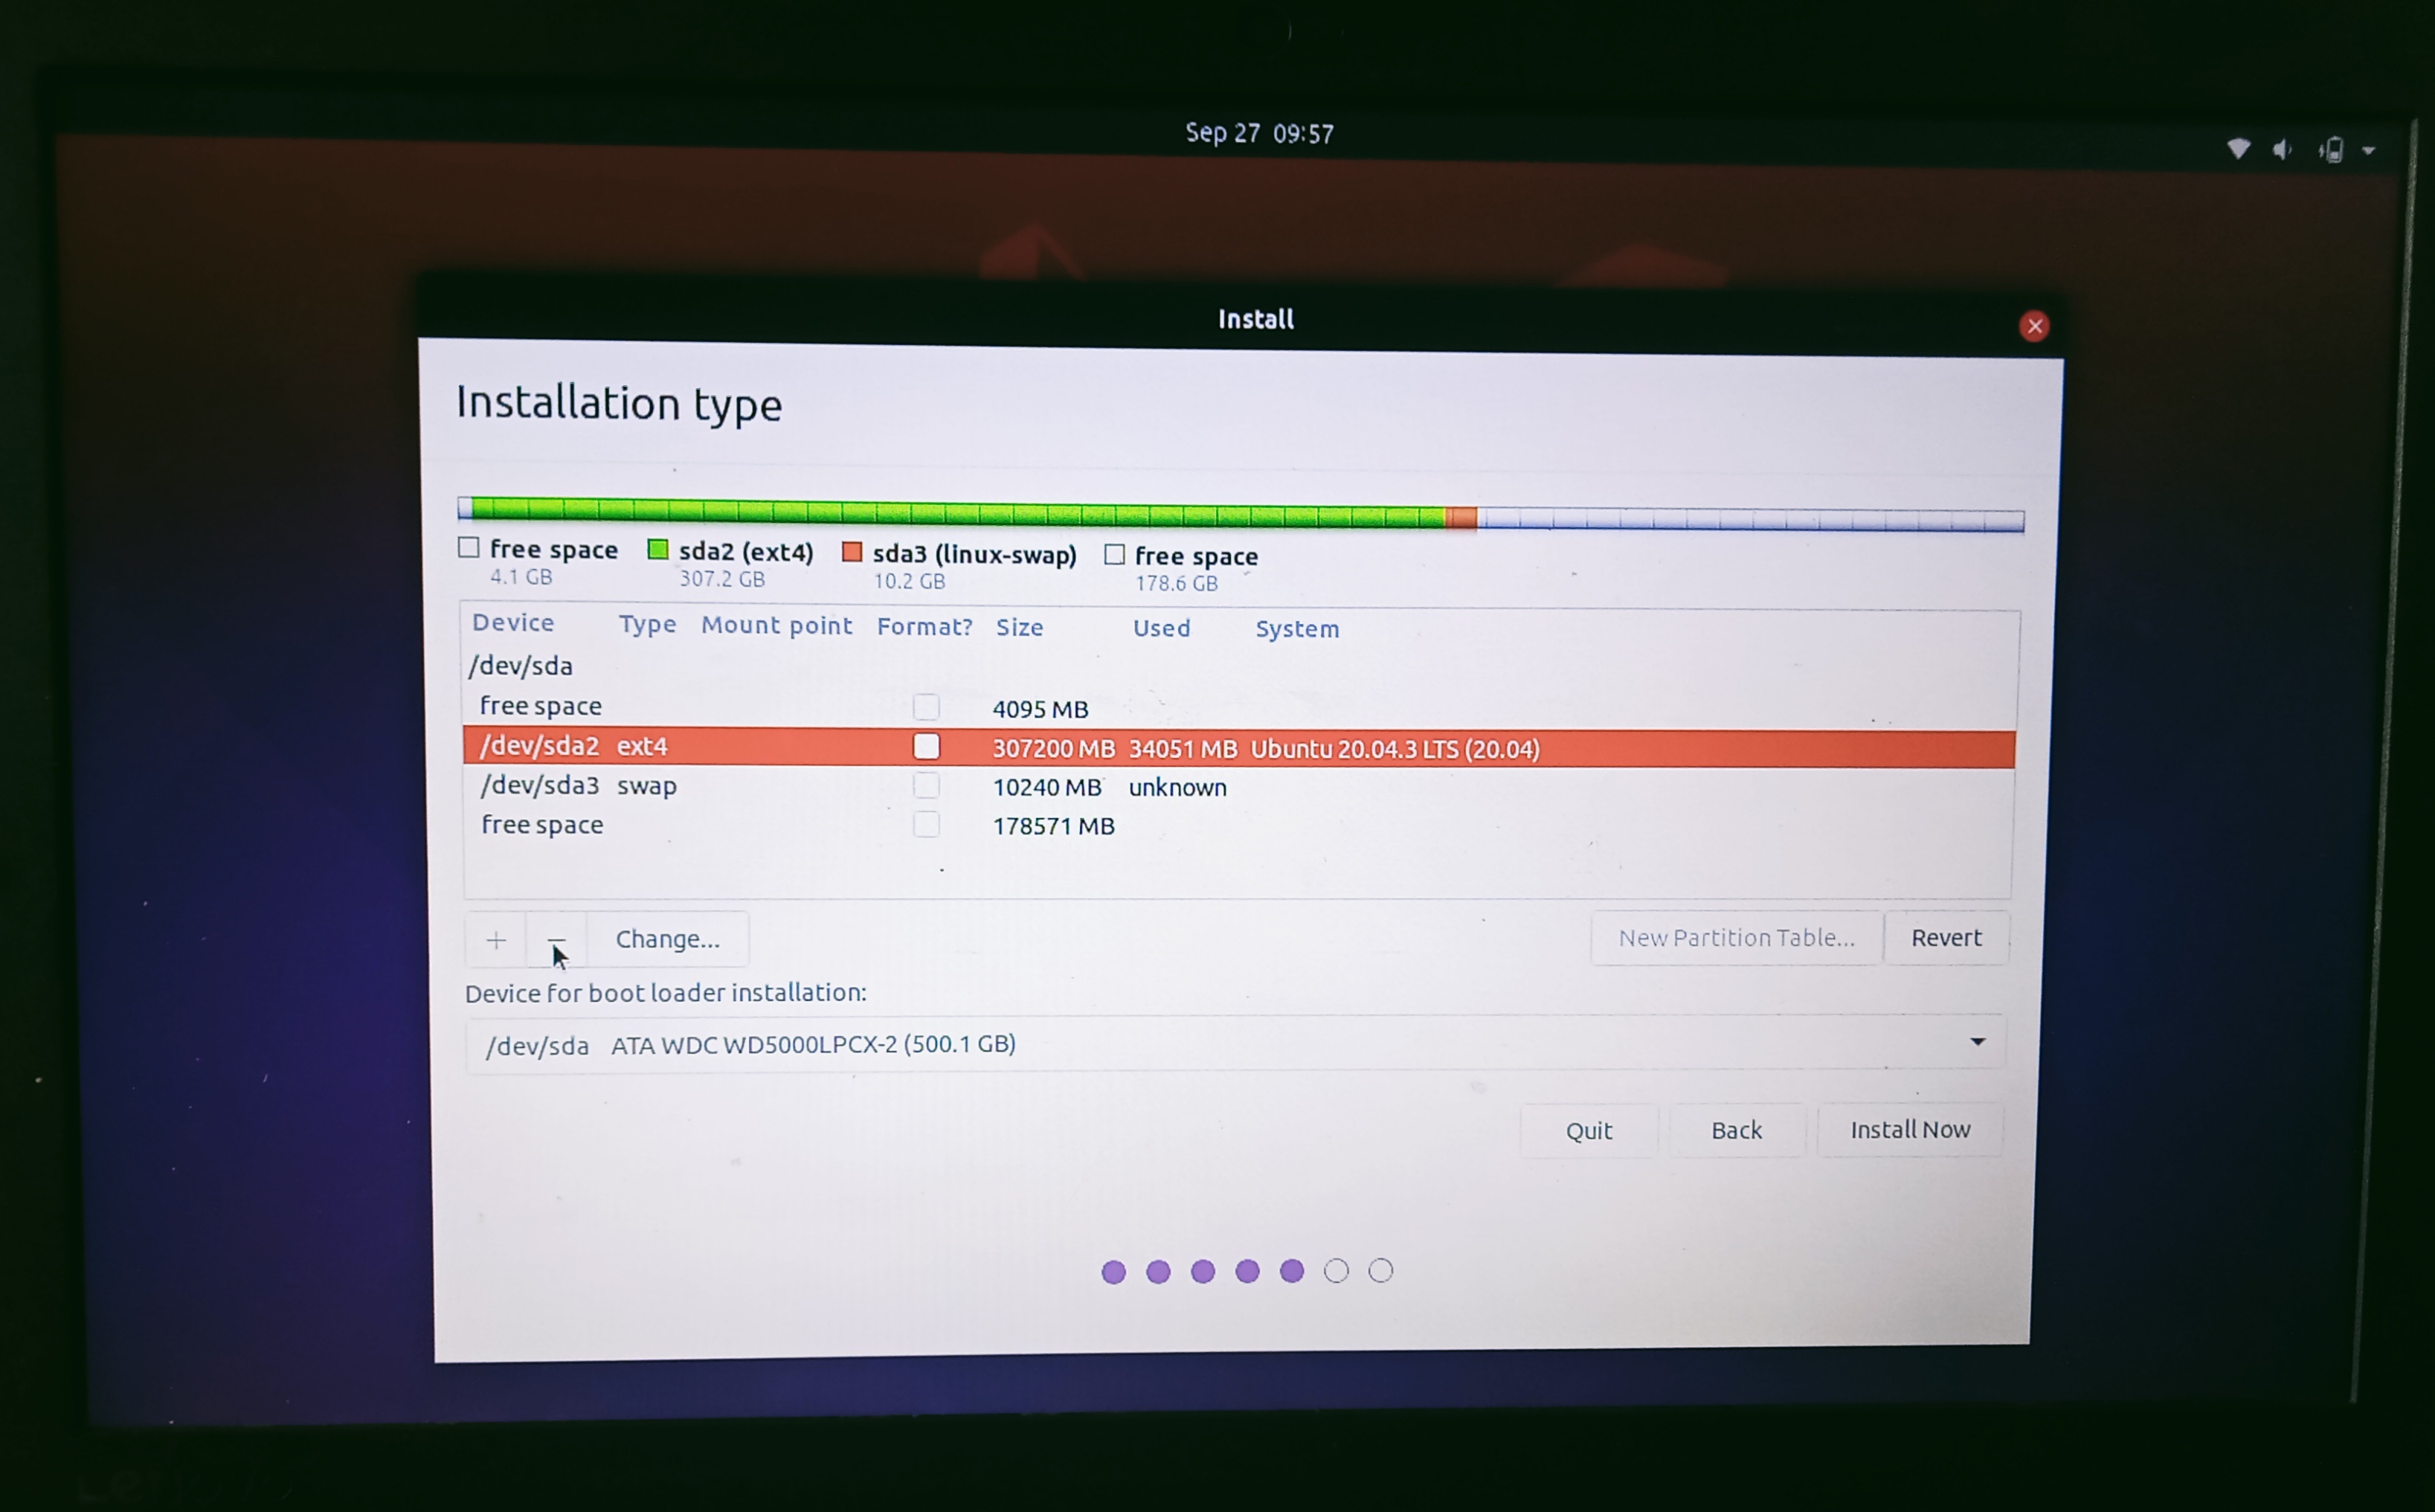 Sep 27 09:57
Install
Installation type
free space
4.1 GB
sda2 (ext4)
307.2 GB
sda3 (linux-swap)
10.2 GB
free space
178.6 GB
Device Type Mount point Format? Size Used System
/dev/sda
free space 4095 MB
/dev/sda2 ext4 307200 MB 34051 MB Ubuntu 20.04.3 LTS (20.04)
/dev/sda3 swap 10240 MB unknown
free space 178571 MB
+ − Change... New Partition Table... Revert
Device for boot loader installation:
/dev/sda ATA WDC WD5000LPCX-2 (500.1 GB)
Quit Back Install Now